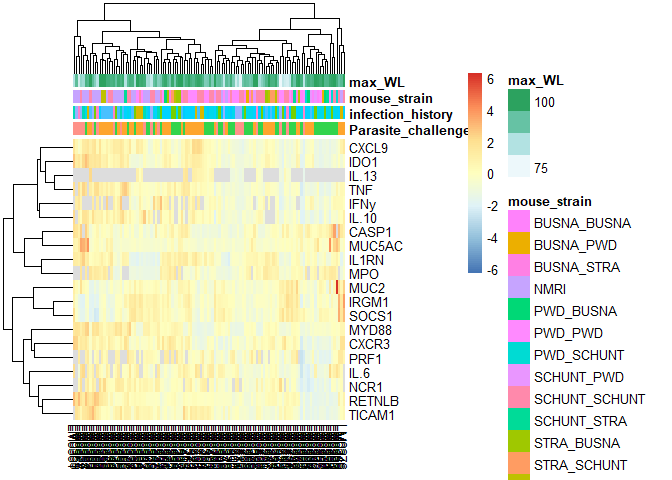 max_WL
mouse_strain
infection_history
Parasite_challenge
CXCL9
IDO1
IL.13
TNF
IFNy
IL.10
CASP1
MUC5AC
IL1RN
MPO
MUC2
IRGM1
SOCS1
MYD88
CXCR3
PRF1
IL.6
NCR1
RETNLB
TICAM1
6
4
2
0
-2
-4
-6
max_WL
100
75
mouse_strain
BUSNA_BUSNA
BUSNA_PWD
BUSNA_STRA
NMRI
PWD_BUSNA
PWD_PWD
PWD_SCHUNT
SCHUNT_PWD
SCHUNT_SCHUNT
SCHUNT_STRA
STRA_BUSNA
STRA_SCHUNT